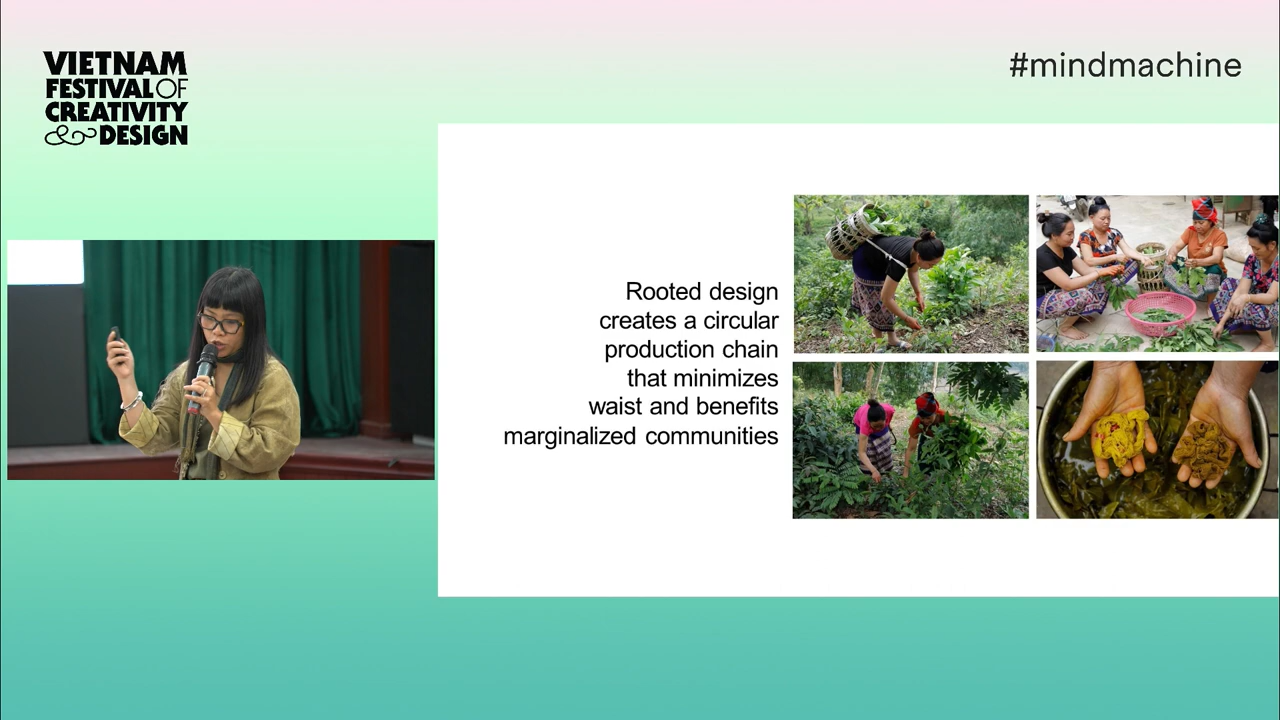 VIETNAM
FESTIVAL OF
CREATIVITY
& DESIGN
#mindmachine
Rooted design
creates a circular
production chain
that minimizes
waist and benefits
marginalized communities